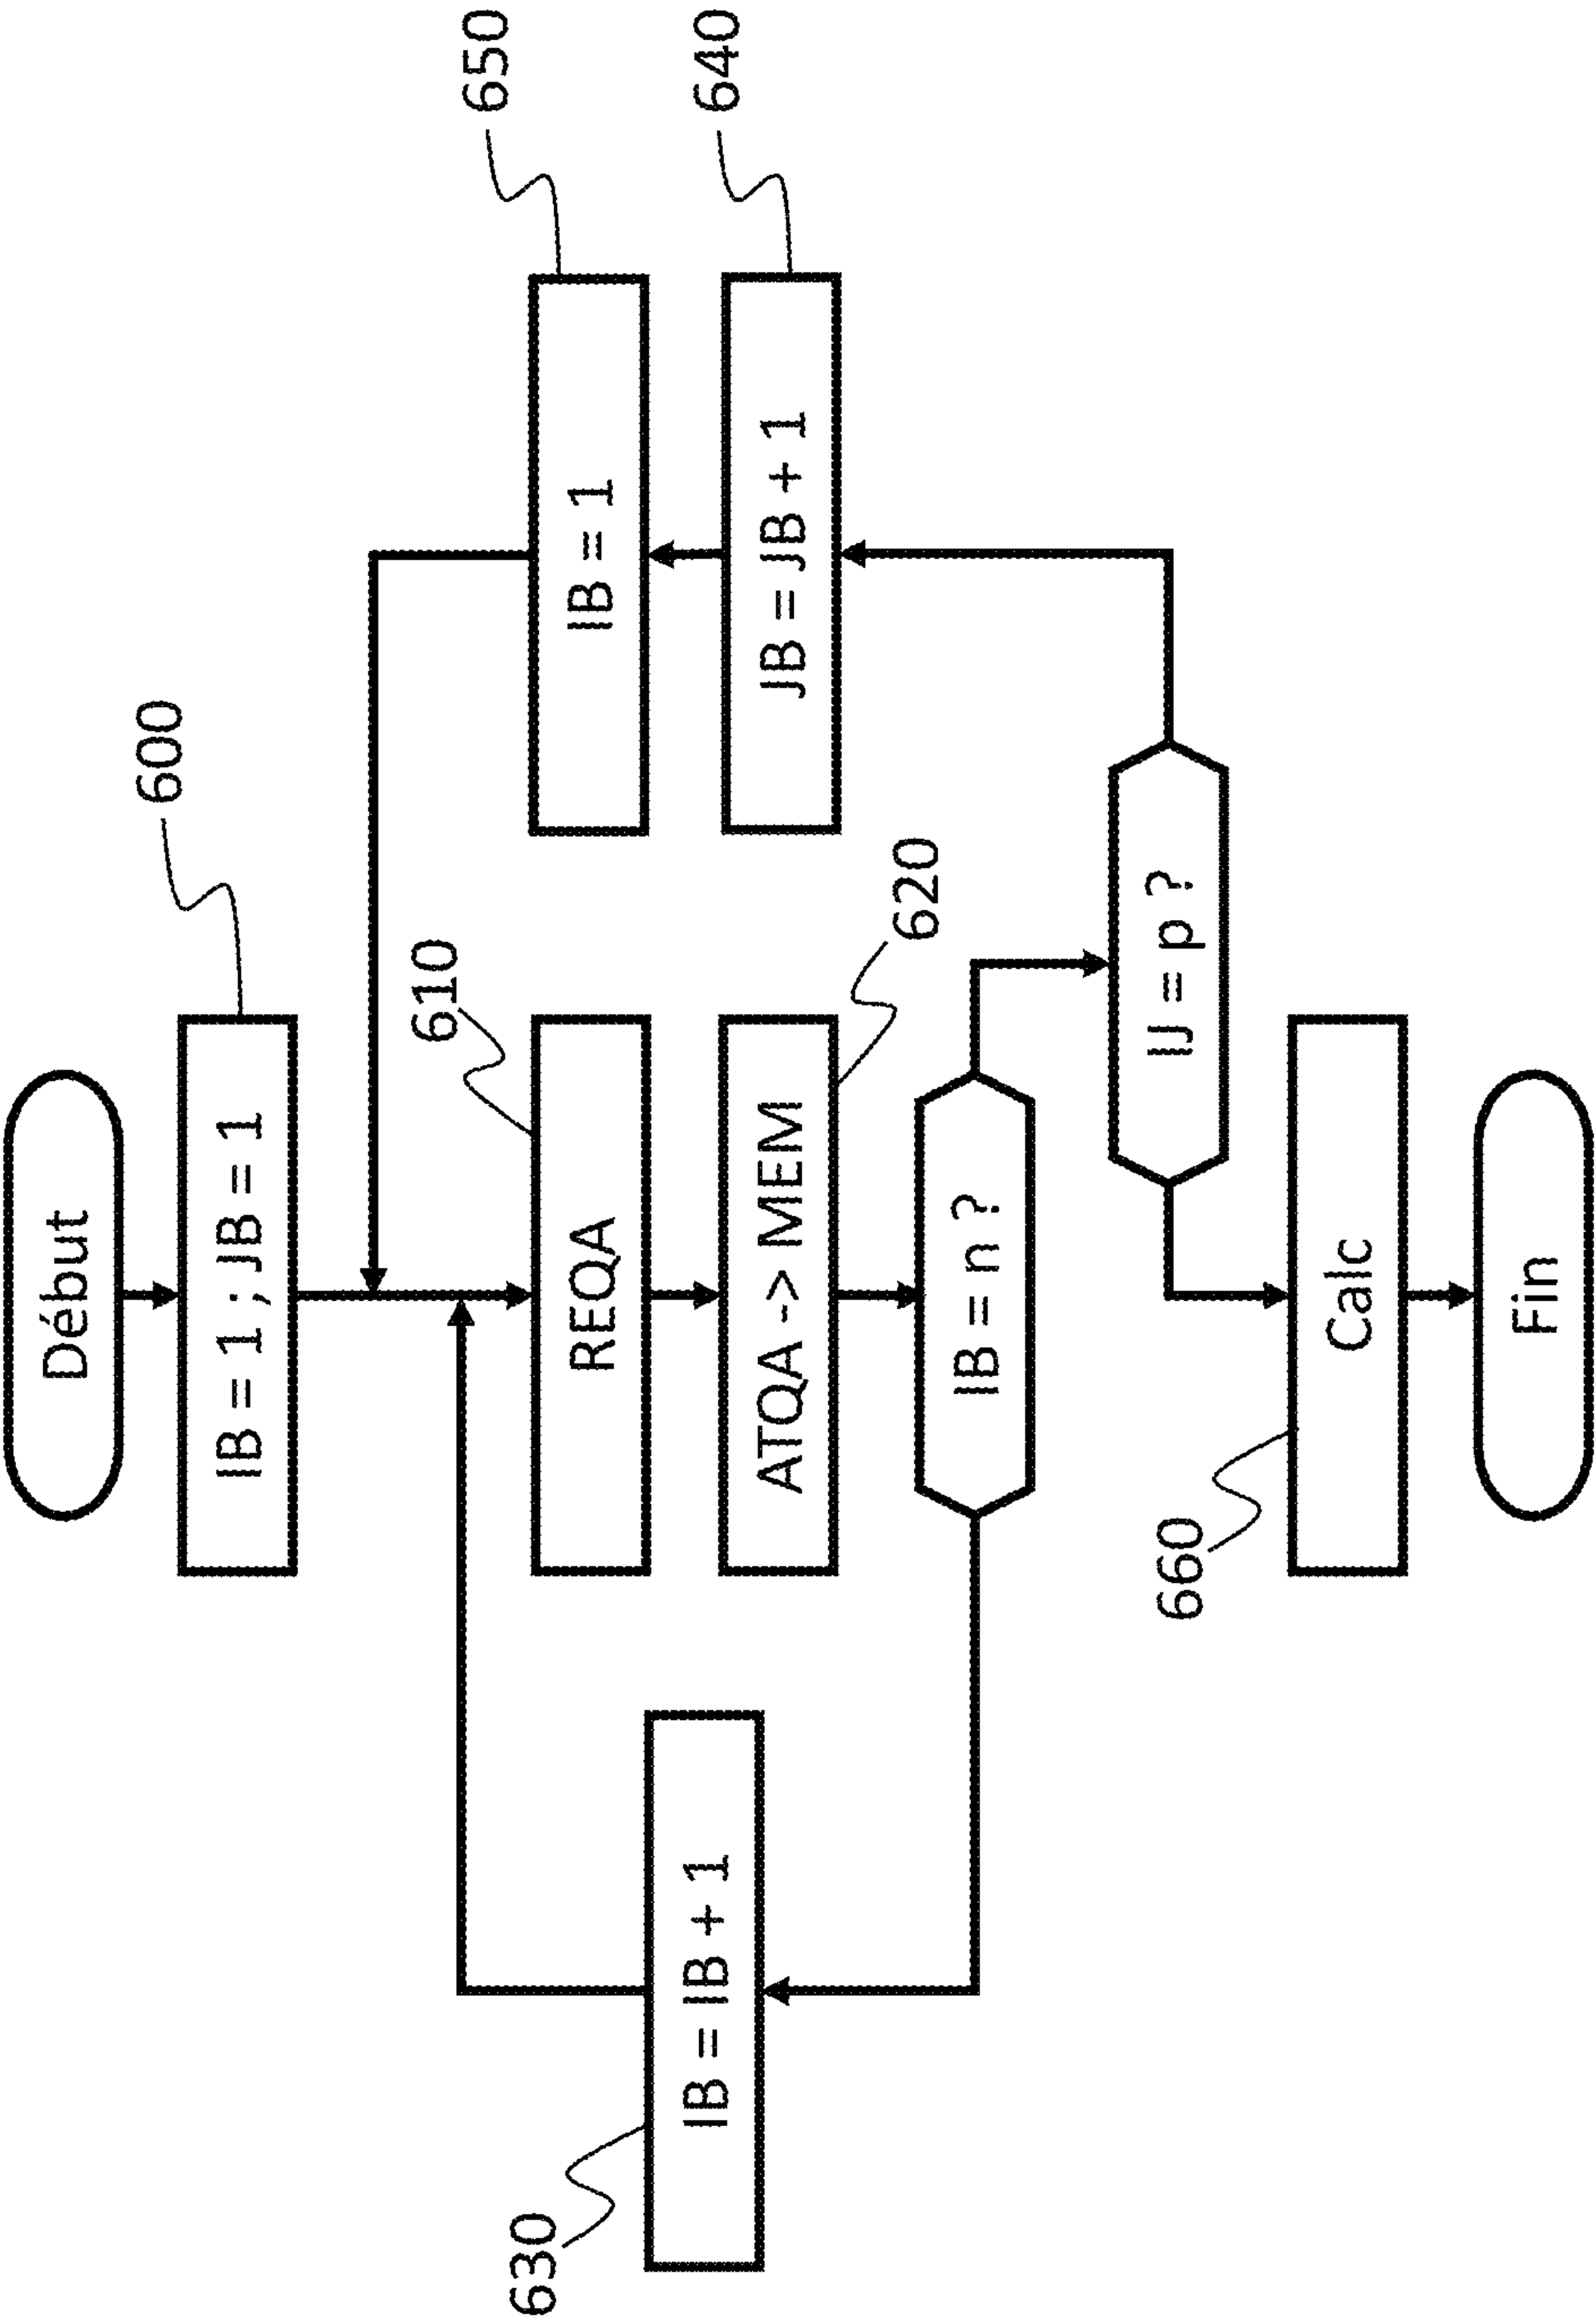 Début
600
IB = 1 ; JB = 1
610
REQA
620
ATQA -> MEM
IB = n ?
630
IB = IB + 1
650
IB = 1
640
JB = JB + 1
IJ = p ?
660
Calc
Fin